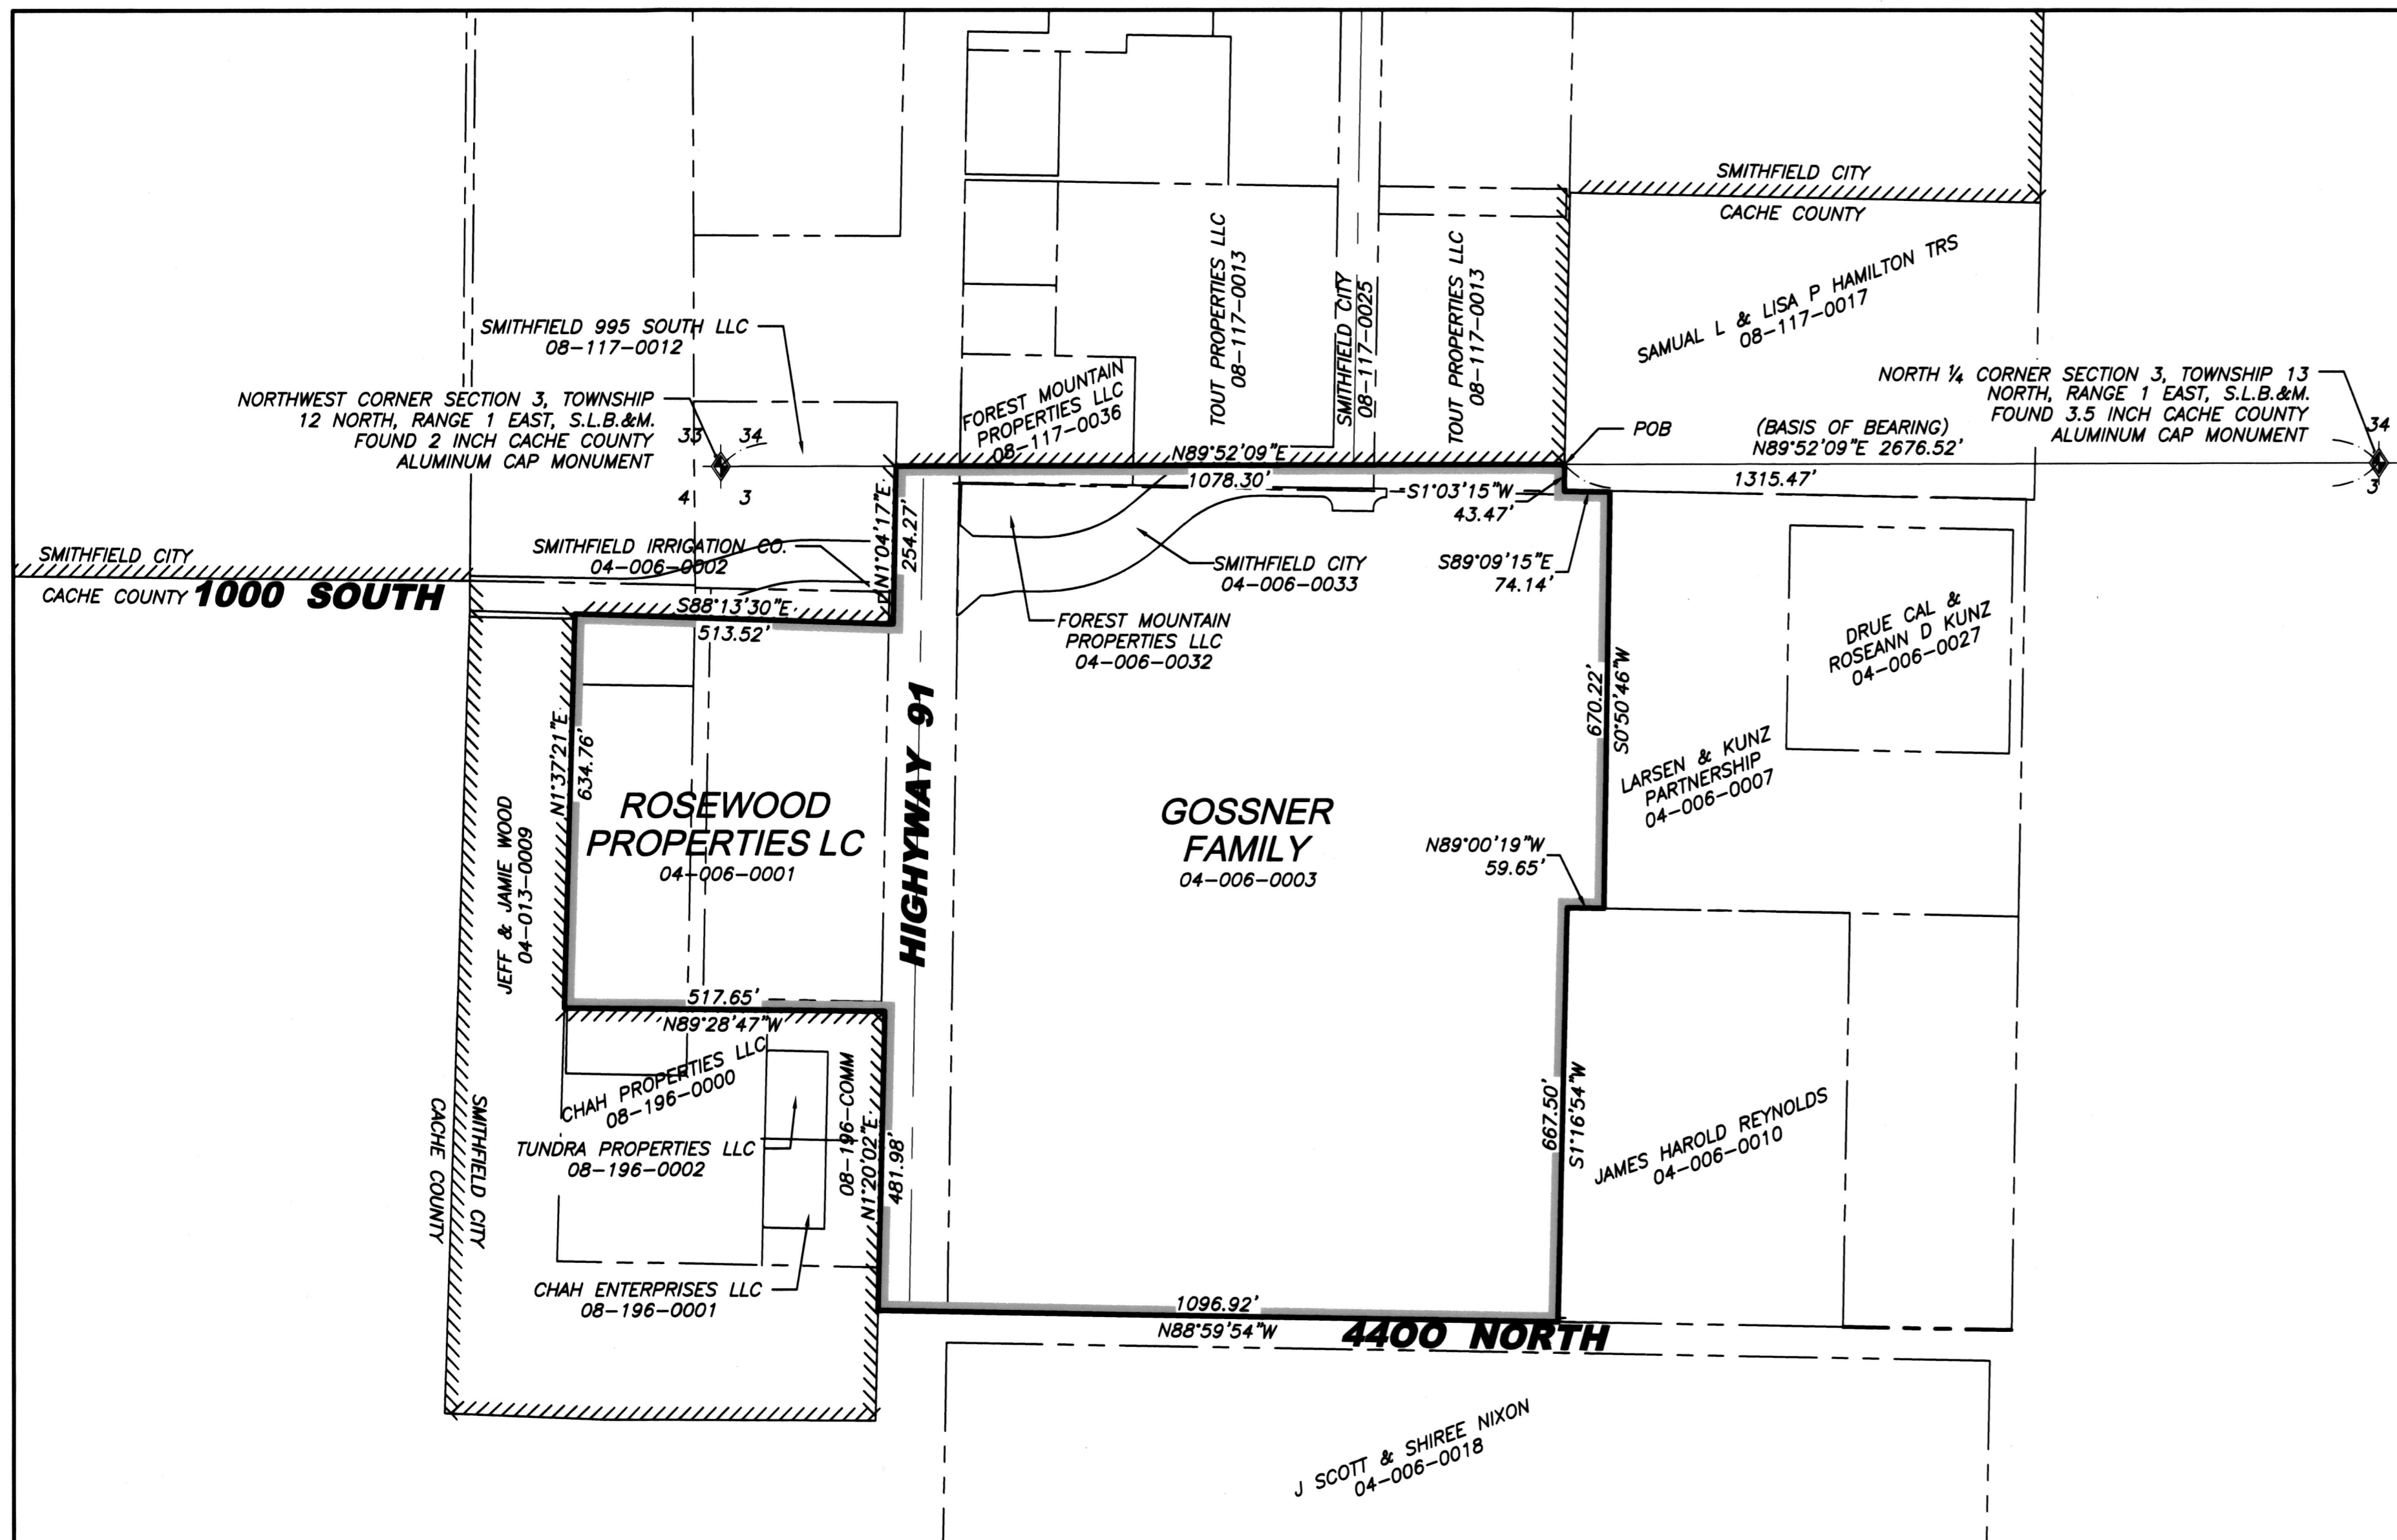 SMITHFIELD CITY
CACHE COUNTY
SAMUAL L & LISA P HAMILTON TRS
08-117-0017
TOUT PROPERTIES LLC
08-117-0013
SMITHFIELD CITY
08-117-0025
TOUT PROPERTIES LLC
08-117-0013
SMITHFIELD 995 SOUTH LLC
08-117-0012
FOREST MOUNTAIN
PROPERTIES LLC
08-117-0036
NORTHWEST CORNER SECTION 3, TOWNSHIP
12 NORTH, RANGE 1 EAST, S.L.B.&M.
FOUND 2 INCH CACHE COUNTY
ALUMINUM CAP MONUMENT
33
34
4
3
NORTH ¼ CORNER SECTION 3, TOWNSHIP 13
NORTH, RANGE 1 EAST, S.L.B.&M.
FOUND 3.5 INCH CACHE COUNTY
ALUMINUM CAP MONUMENT
34
3
POB
(BASIS OF BEARING)
N89°52'09"E 2676.52'
1315.47'
N89°52'09"E
1078.30'
S1°03'15"W
43.47'
S89°09'15"E
74.14'
N1°04'17"E
254.27'
SMITHFIELD CITY
CACHE COUNTY
1000 SOUTH
SMITHFIELD IRRIGATION CO.
04-006-0002
S88°13'30"E
513.52'
SMITHFIELD CITY
04-006-0033
FOREST MOUNTAIN
PROPERTIES LLC
04-006-0032
DRUE CAL &
ROSEANN D KUNZ
04-006-0027
670.22'
S0°50'46"W
LARSEN & KUNZ
PARTNERSHIP
04-006-0007
N1°37'21"E
634.76'
JEFF & JAMIE WOOD
04-013-0009
ROSEWOOD
PROPERTIES LC
04-006-0001
HIGHYWAY 91
GOSSNER
FAMILY
04-006-0003
N89°00'19"W
59.65'
517.65'
N89°28'47"W
CHAH PROPERTIES LLC
08-196-0000
08-196-COMM
N1°20'02"E
481.98'
TUNDRA PROPERTIES LLC
08-196-0002
CHAH ENTERPRISES LLC
08-196-0001
SMITHFIELD CITY
CACHE COUNTY
667.50'
S1°16'54"W
JAMES HAROLD REYNOLDS
04-006-0010
1096.92'
N88°59'54"W
4400 NORTH
J SCOTT & SHIREE NIXON
04-006-0018